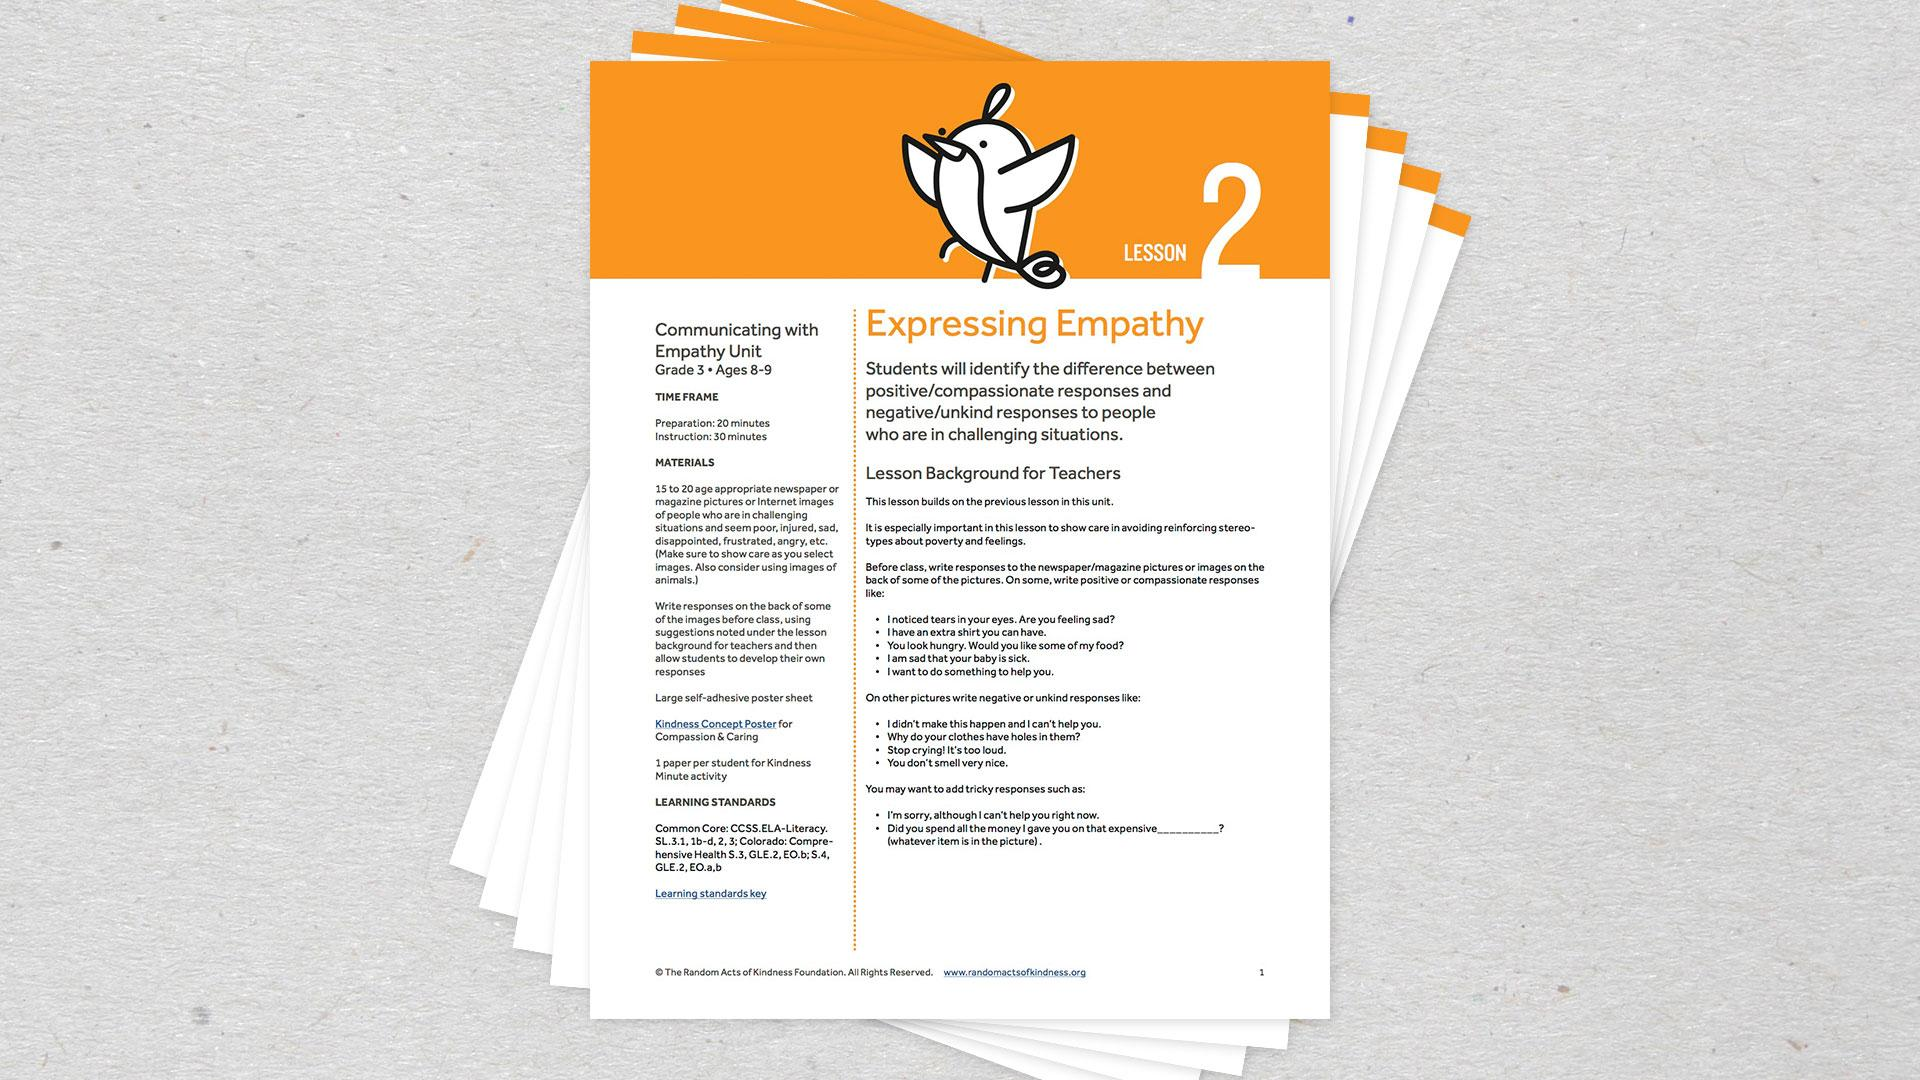 LESSON 2
Communicating with
Empathy Unit
Grade 3 • Ages 8-9
TIME FRAME
Preparation: 20 minutes
Instruction: 30 minutes
MATERIALS
15 to 20 age appropriate newspaper or
magazine pictures or Internet images
of people who are in challenging
situations and seem poor, injured, sad,
disappointed, frustrated, angry, etc.
(Make sure to show care as you select
images. Also consider using images of
animals.)
Write responses on the back of some
of the images before class, using
suggestions noted under the lesson
background for teachers and then
allow students to develop their own
responses
Large self-adhesive poster sheet
Kindness Concept Poster for
Compassion & Caring
1 paper per student for Kindness
Minute activity
LEARNING STANDARDS
Common Core: CCSS.ELA-Literacy.
SL.3.1, 1b-d, 2, 3; Colorado: Compre-
hensive Health S.3, GLE.2, EO.b; S.4,
GLE.2, EO.a,b
Learning standards key
Expressing Empathy
Students will identify the difference between
positive/compassionate responses and
negative/unkind responses to people
who are in challenging situations.
Lesson Background for Teachers
This lesson builds on the previous lesson in this unit.
It is especially important in this lesson to show care in avoiding reinforcing stereo-
types about poverty and feelings.
Before class, write responses to the newspaper/magazine pictures or images on the
back of some of the pictures. On some, write positive or compassionate responses
like:
• I noticed tears in your eyes. Are you feeling sad?
• I have an extra shirt you can have.
• You look hungry. Would you like some of my food?
• I am sad that your baby is sick.
• I want to do something to help you.
On other pictures write negative or unkind responses like:
• I didn't make this happen and I can't help you.
• Why do your clothes have holes in them?
• Stop crying! It's too loud.
• You don't smell very nice.
You may want to add tricky responses such as:
• I'm sorry, although I can't help you right now.
• Did you spend all the money I gave you on that expensive__________?
(whatever item is in the picture) .
© The Random Acts of Kindness Foundation. All Rights Reserved. www.randomactsofkindness.org 1